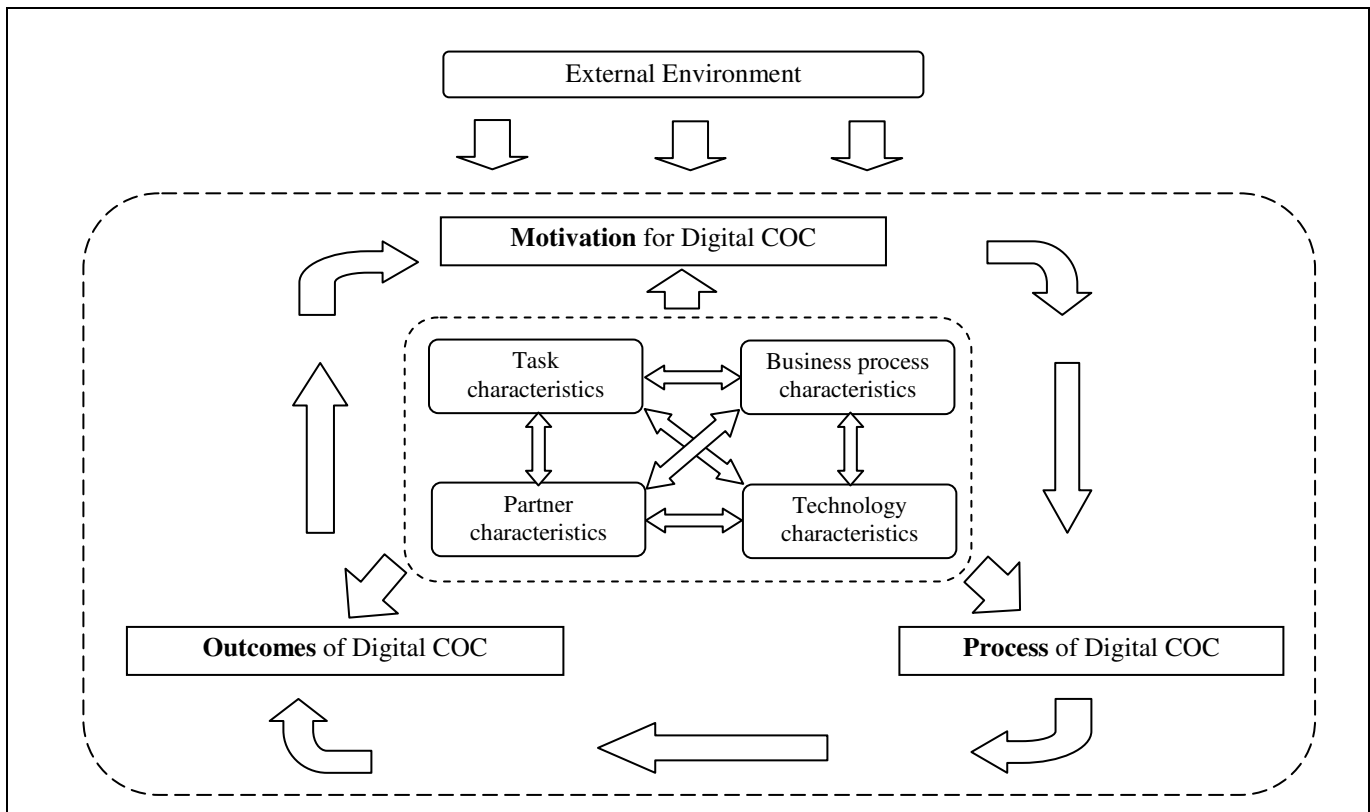 External Environment
Motivation for Digital COC
Task
characteristics
Business process
characteristics
Partner
characteristics
Technology
characteristics
Outcomes of Digital COC
Process of Digital COC